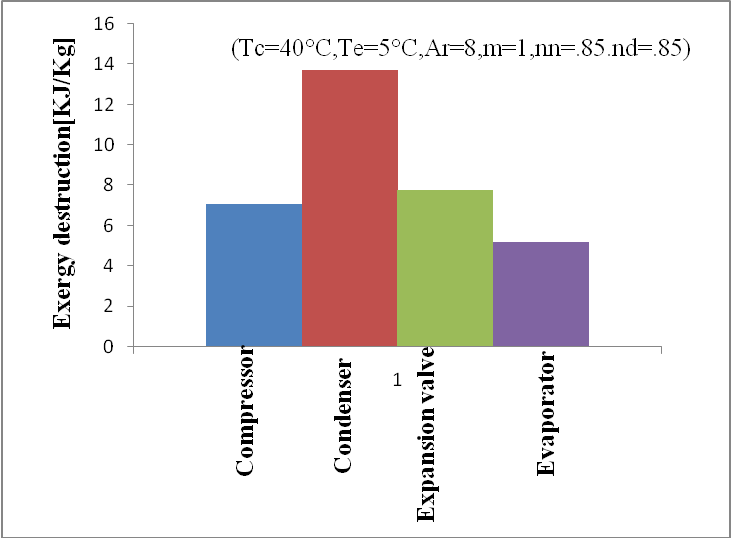 (Tc=40°C,Te=5°C,Ar=8,m=1,nn=.85.nd=.85)
Exergy destruction[KJ/Kg]
16
14
12
10
8
6
4
2
0
1
Compressor
Condenser
Expansion valve
Evaporator